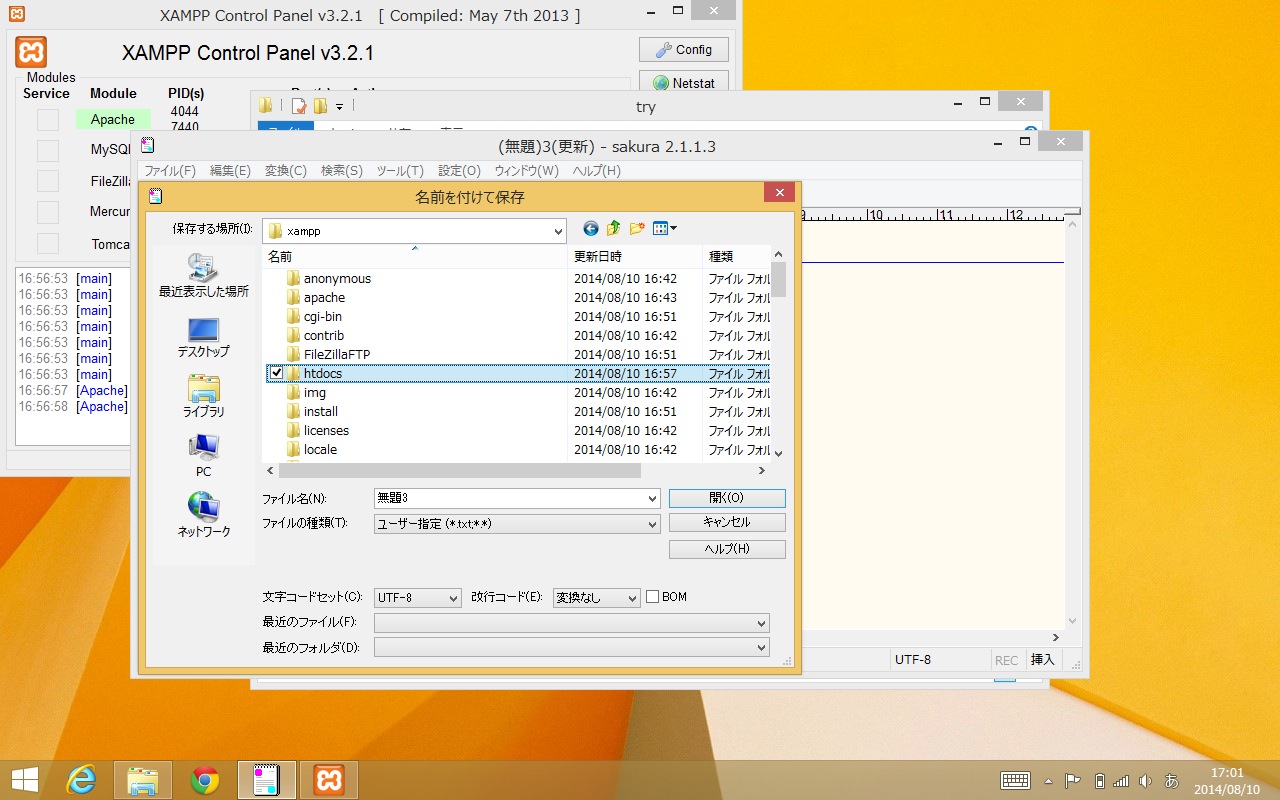 XAMPP Control Panel v3.2.1 [ Compiled: May 7th 2013 ]
XAMPP Control Panel v3.2.1
Config
Netstat
Modules
Service Module PID(s)
Apache 4044
7440
MySQL
FileZilla
Mercur
Tomca
16:56:53 [main]
16:56:53 [main]
16:56:53 [main]
16:56:53 [main]
16:56:53 [main]
16:56:53 [main]
16:56:53 [main]
16:56:57 [Apache]
16:56:58 [Apache]
try
(無題)3(更新) - sakura 2.1.1.3
ファイル(F) 編集(E) 変換(C) 検索(S) ツール(T) 設定(O) ウィンドウ(W) ヘルプ(H)
9 10 11 12
名前を付けて保存
保存する場所(I): xampp
名前 更新日時 種類
anonymous 2014/08/10 16:42 ファイル フォル
apache 2014/08/10 16:43 ファイル フォル
cgi-bin 2014/08/10 16:51 ファイル フォル
contrib 2014/08/10 16:42 ファイル フォル
FileZillaFTP 2014/08/10 16:51 ファイル フォル
htdocs 2014/08/10 16:57 ファイル フォル
img 2014/08/10 16:42 ファイル フォル
install 2014/08/10 16:51 ファイル フォル
licenses 2014/08/10 16:42 ファイル フォル
locale 2014/08/10 16:42 ファイル フォル
最近表示した場所
デスクトップ
ライブラリ
PC
ネットワーク
ファイル名(N): 無題3 開く(O)
ファイルの種類(T): ユーザー指定 (*.txt;*.*) キャンセル
ヘルプ(H)
文字コードセット(C): UTF-8 改行コード(E): 変換なし BOM
最近のファイル(F):
最近のフォルダ(D):
UTF-8 REC 挿入
あ 17:01
2014/08/10